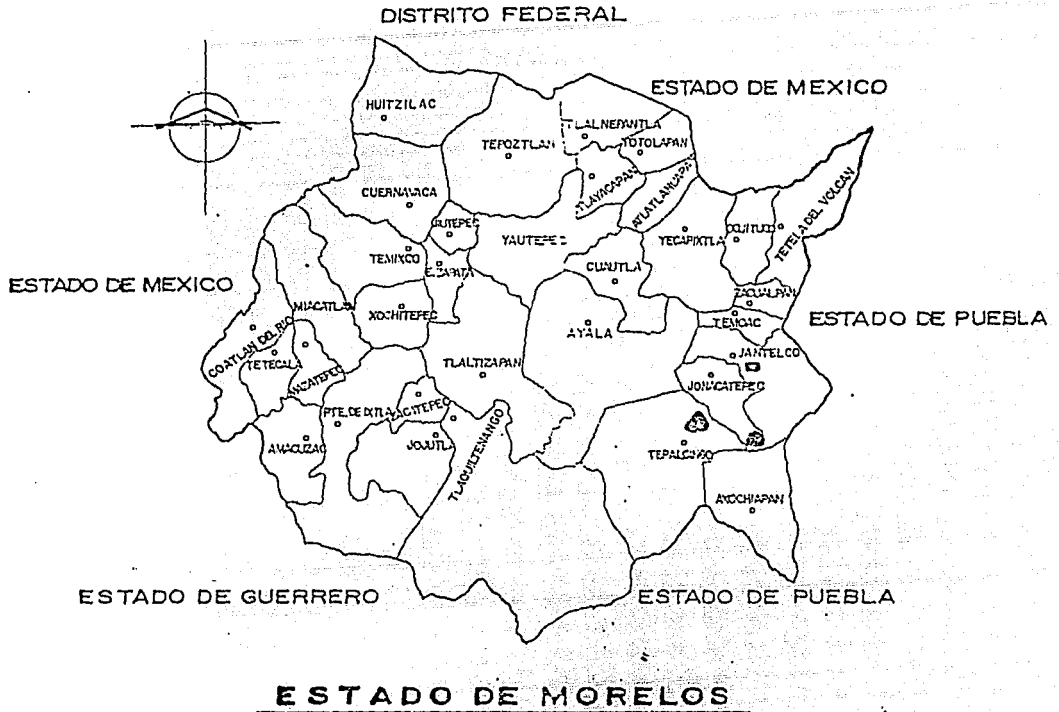 DISTRITO FEDERAL
ESTADO DE MEXICO
HUITZILAC
TLALNEPANTLA
TEPOZTLAN
TOTOLAPAN
TLAYACAPAN
ATLATLAHUAPAN
CUERNAVACA
JIUTEPEC
YAUTEPEC
YECAPIXTLA
OCUITUCO
TETELA DEL VOLCAN
TEMIXCO
E. ZAPATA
CUAUTLA
ESTADO DE MEXICO
MIACATLAN
XOCHITEPEC
ZACUALPAN
TEMOAC
ESTADO DE PUEBLA
AYALA
COATLAN DEL RIO
TETECALA
MAZATEPEC
TLALTIZAPAN
JANTELCO
JONACATEPEC
PTE. DE IXTLA
ZACATEPEC
AMACUZAC
JOJUTLA
TLAQUILTENANGO
TEPALCINGO
AXOCHIAPAN
ESTADO DE GUERRERO
ESTADO DE PUEBLA
ESTADO DE MORELOS